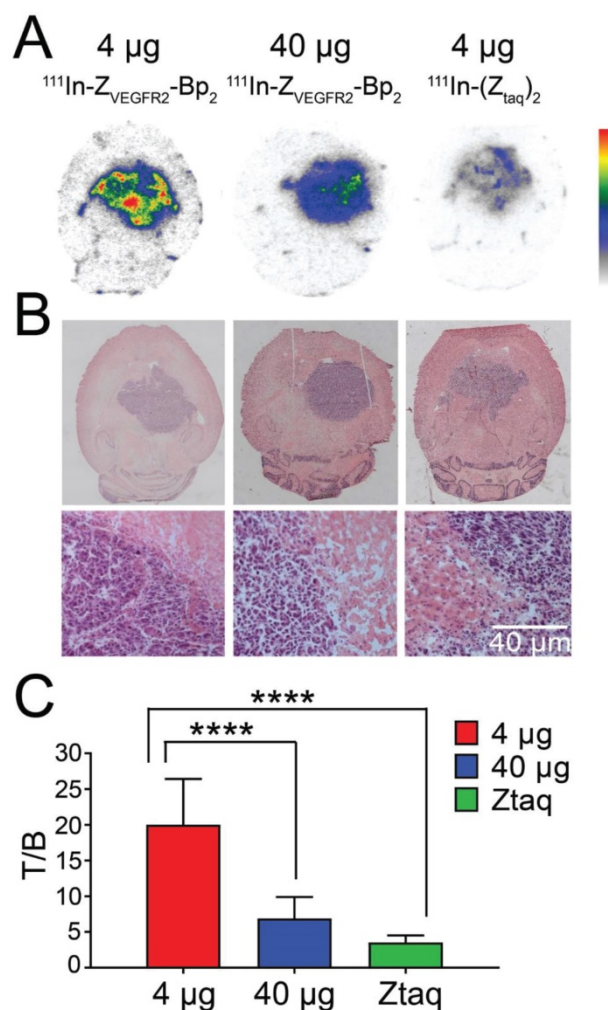 A
4 µg 40 µg 4 µg
¹¹¹In-Z_VEGFR2-Bp₂ ¹¹¹In-Z_VEGFR2-Bp₂ ¹¹¹In-(Z_taq)₂
B
40 µm
C
****
****
4 µg
40 µg
Ztaq
30
25
20
15
10
5
0
T/B
4 µg 40 µg Ztaq